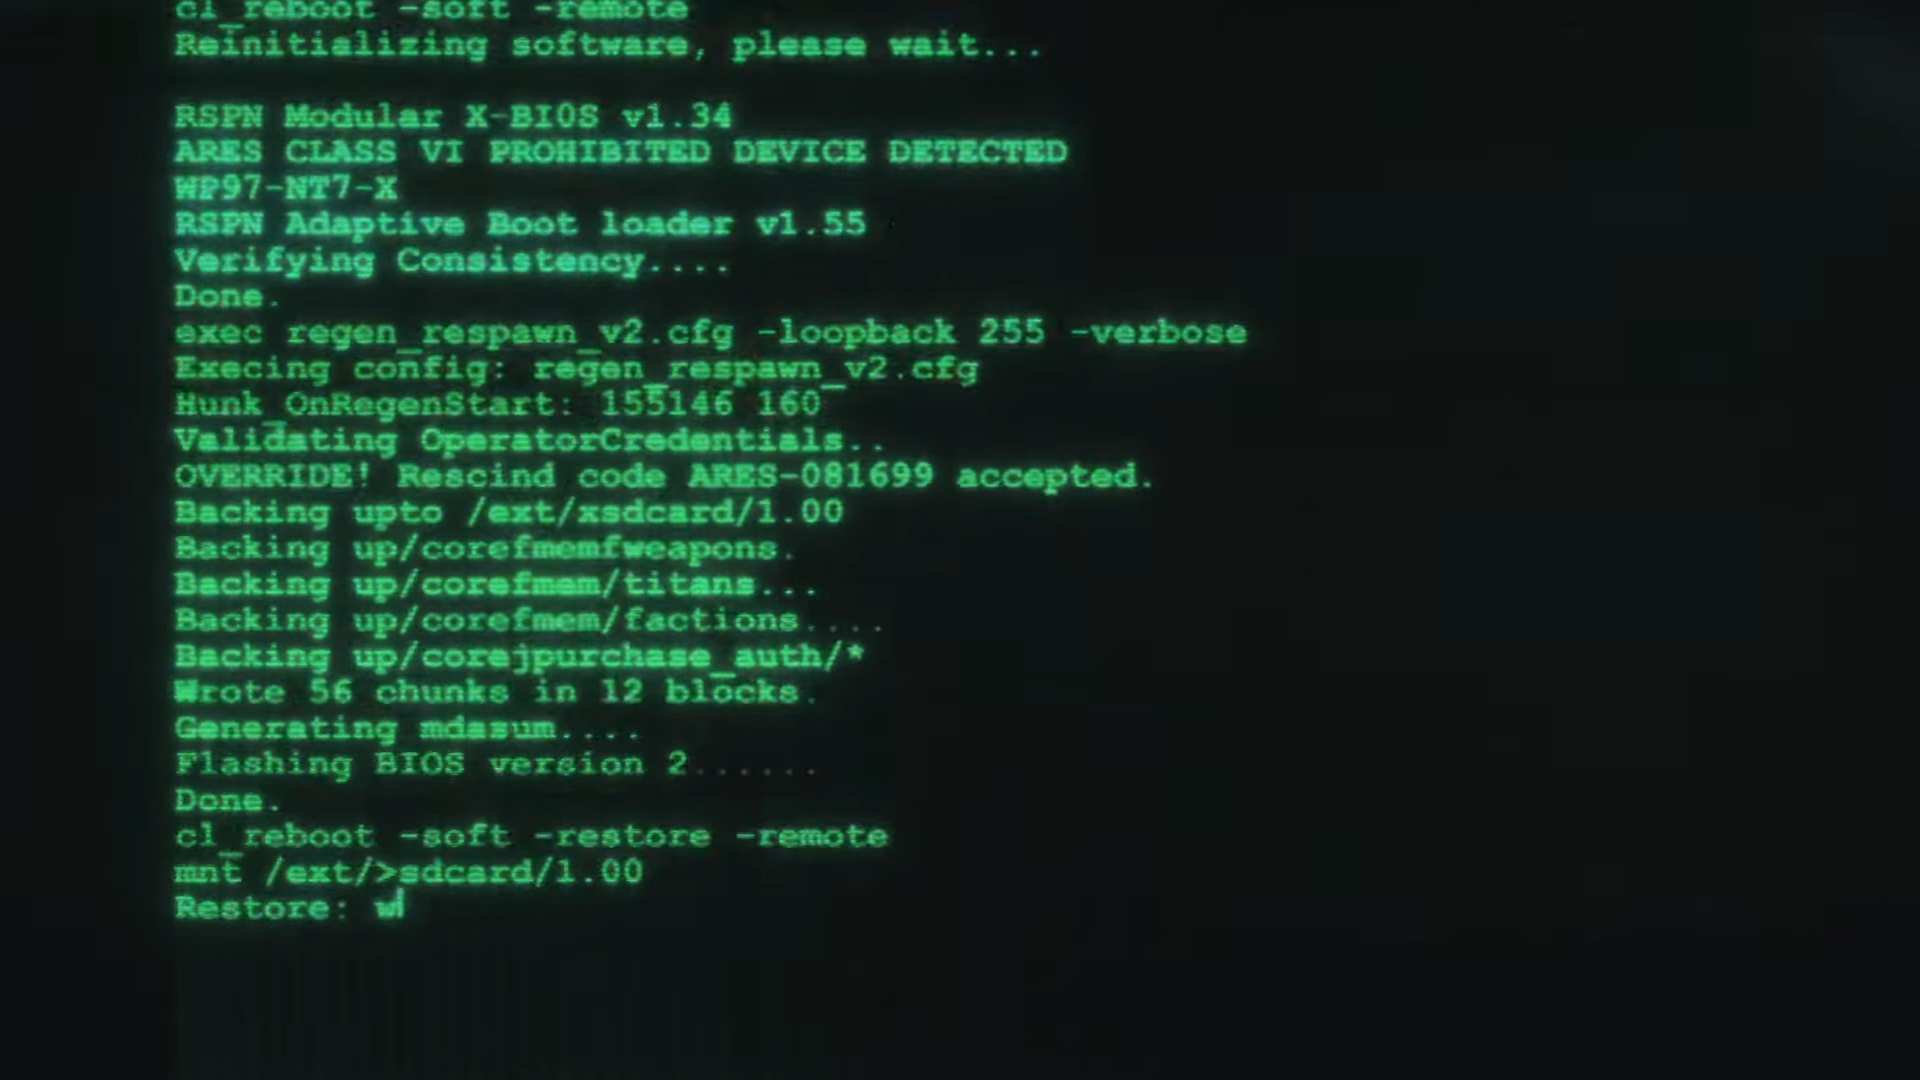 cl_reboot -soft -remote
Reinitializing software, please wait...
RSPN Modular X-BIOS v1.34
ARES CLASS VI PROHIBITED DEVICE DETECTED
WP97-NT7-X
RSPN Adaptive Boot loader v1.55
Verifying Consistency....
Done.
exec regen_respawn_v2.cfg -loopback 255 -verbose
Execing config: regen_respawn_v2.cfg
Hunk_OnRegenStart: 155146 160
Validating OperatorCredentials..
OVERRIDE! Rescind code ARES-081699 accepted.
Backing upto /ext/xsdcard/1.00
Backing up/corefmemfweapons.
Backing up/corefmem/titans...
Backing up/corefmem/factions....
Backing up/corejpurchase_auth/*
Wrote 56 chunks in 12 blocks.
Generating mdasum....
Flashing BIOS version 2......
Done.
cl_reboot -soft -restore -remote
mnt /ext/>sdcard/1.00
Restore: w